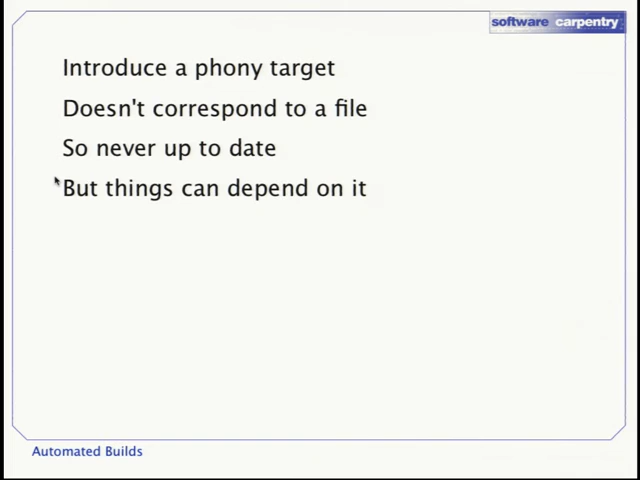 software carpentry
Introduce a phony target
Doesn't correspond to a file
So never up to date
But things can depend on it
Automated Builds